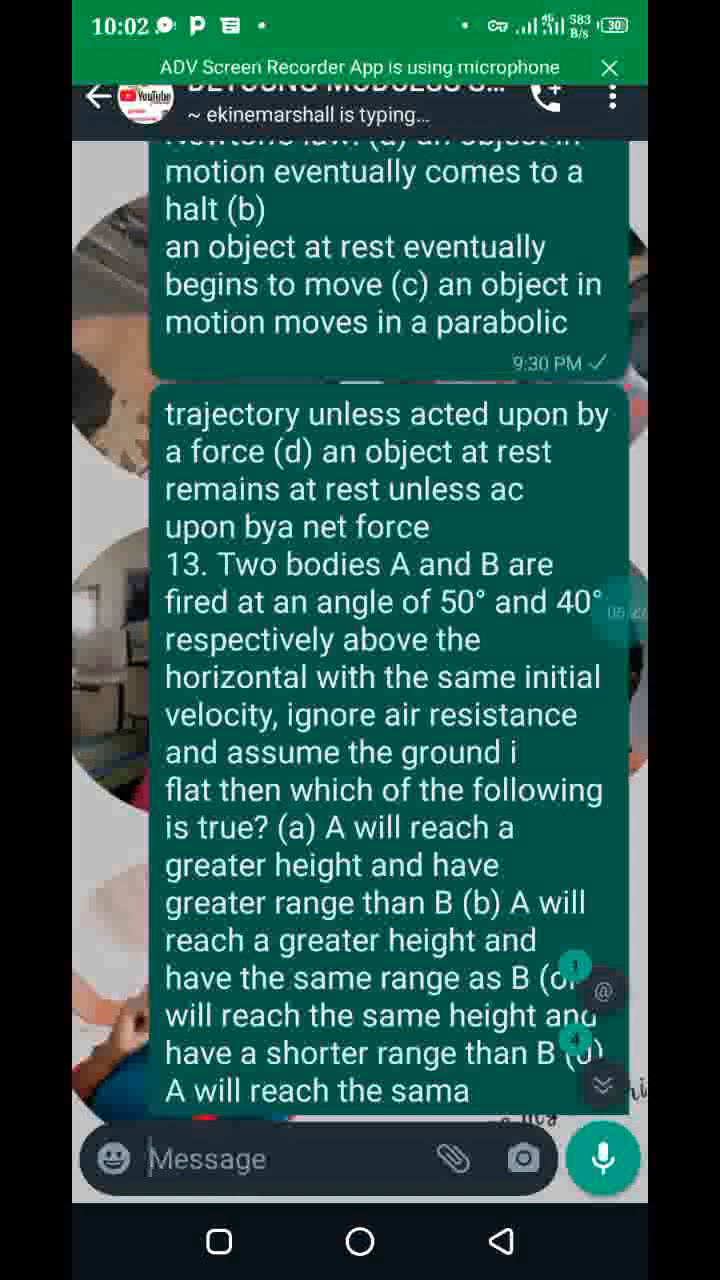 10:02
583
B/s
30
ADV Screen Recorder App is using microphone
YouTube
~ ekinemarshall is typing...
motion eventually comes to a
halt (b)
an object at rest eventually
begins to move (c) an object in
motion moves in a parabolic
9:30 PM
trajectory unless acted upon by
a force (d) an object at rest
remains at rest unless ac
upon bya net force
13. Two bodies A and B are
fired at an angle of 50° and 40°
respectively above the
horizontal with the same initial
velocity, ignore air resistance
and assume the ground i
flat then which of the following
is true? (a) A will reach a
greater height and have
greater range than B (b) A will
reach a greater height and
have the same range as B
1
@
will reach the same height and
4
have a shorter range than B (d)
A will reach the sama
Message